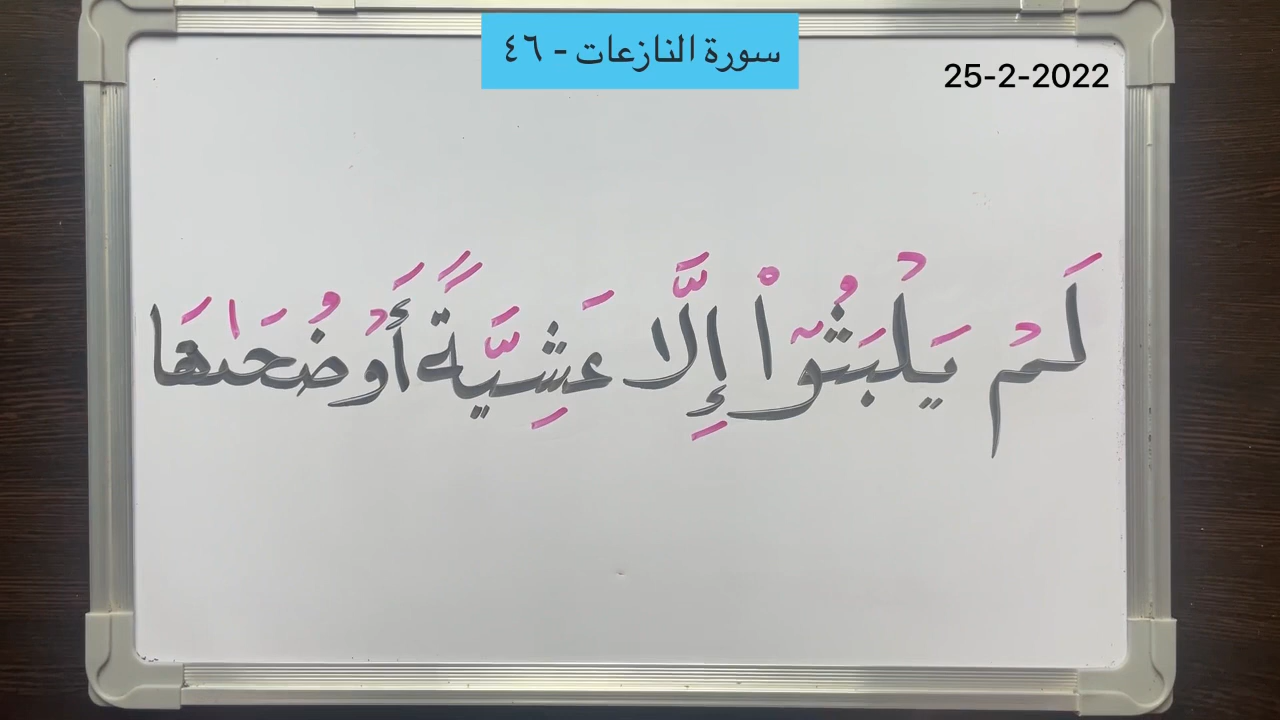 سورة النازعات - ٤٦
25-2-2022
لَمْ يَلْبَثُوٓا۟ إِلَّا عَشِيَّةً أَوْ ضُحَىٰهَا